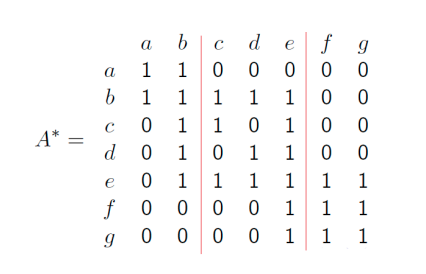 a b c d e f g
a 1 1 0 0 0 0 0
b 1 1 1 1 1 0 0
c 0 1 1 0 1 0 0
A* = d 0 1 0 1 1 0 0
e 0 1 1 1 1 1 1
f 0 0 0 0 1 1 1
g 0 0 0 0 1 1 1